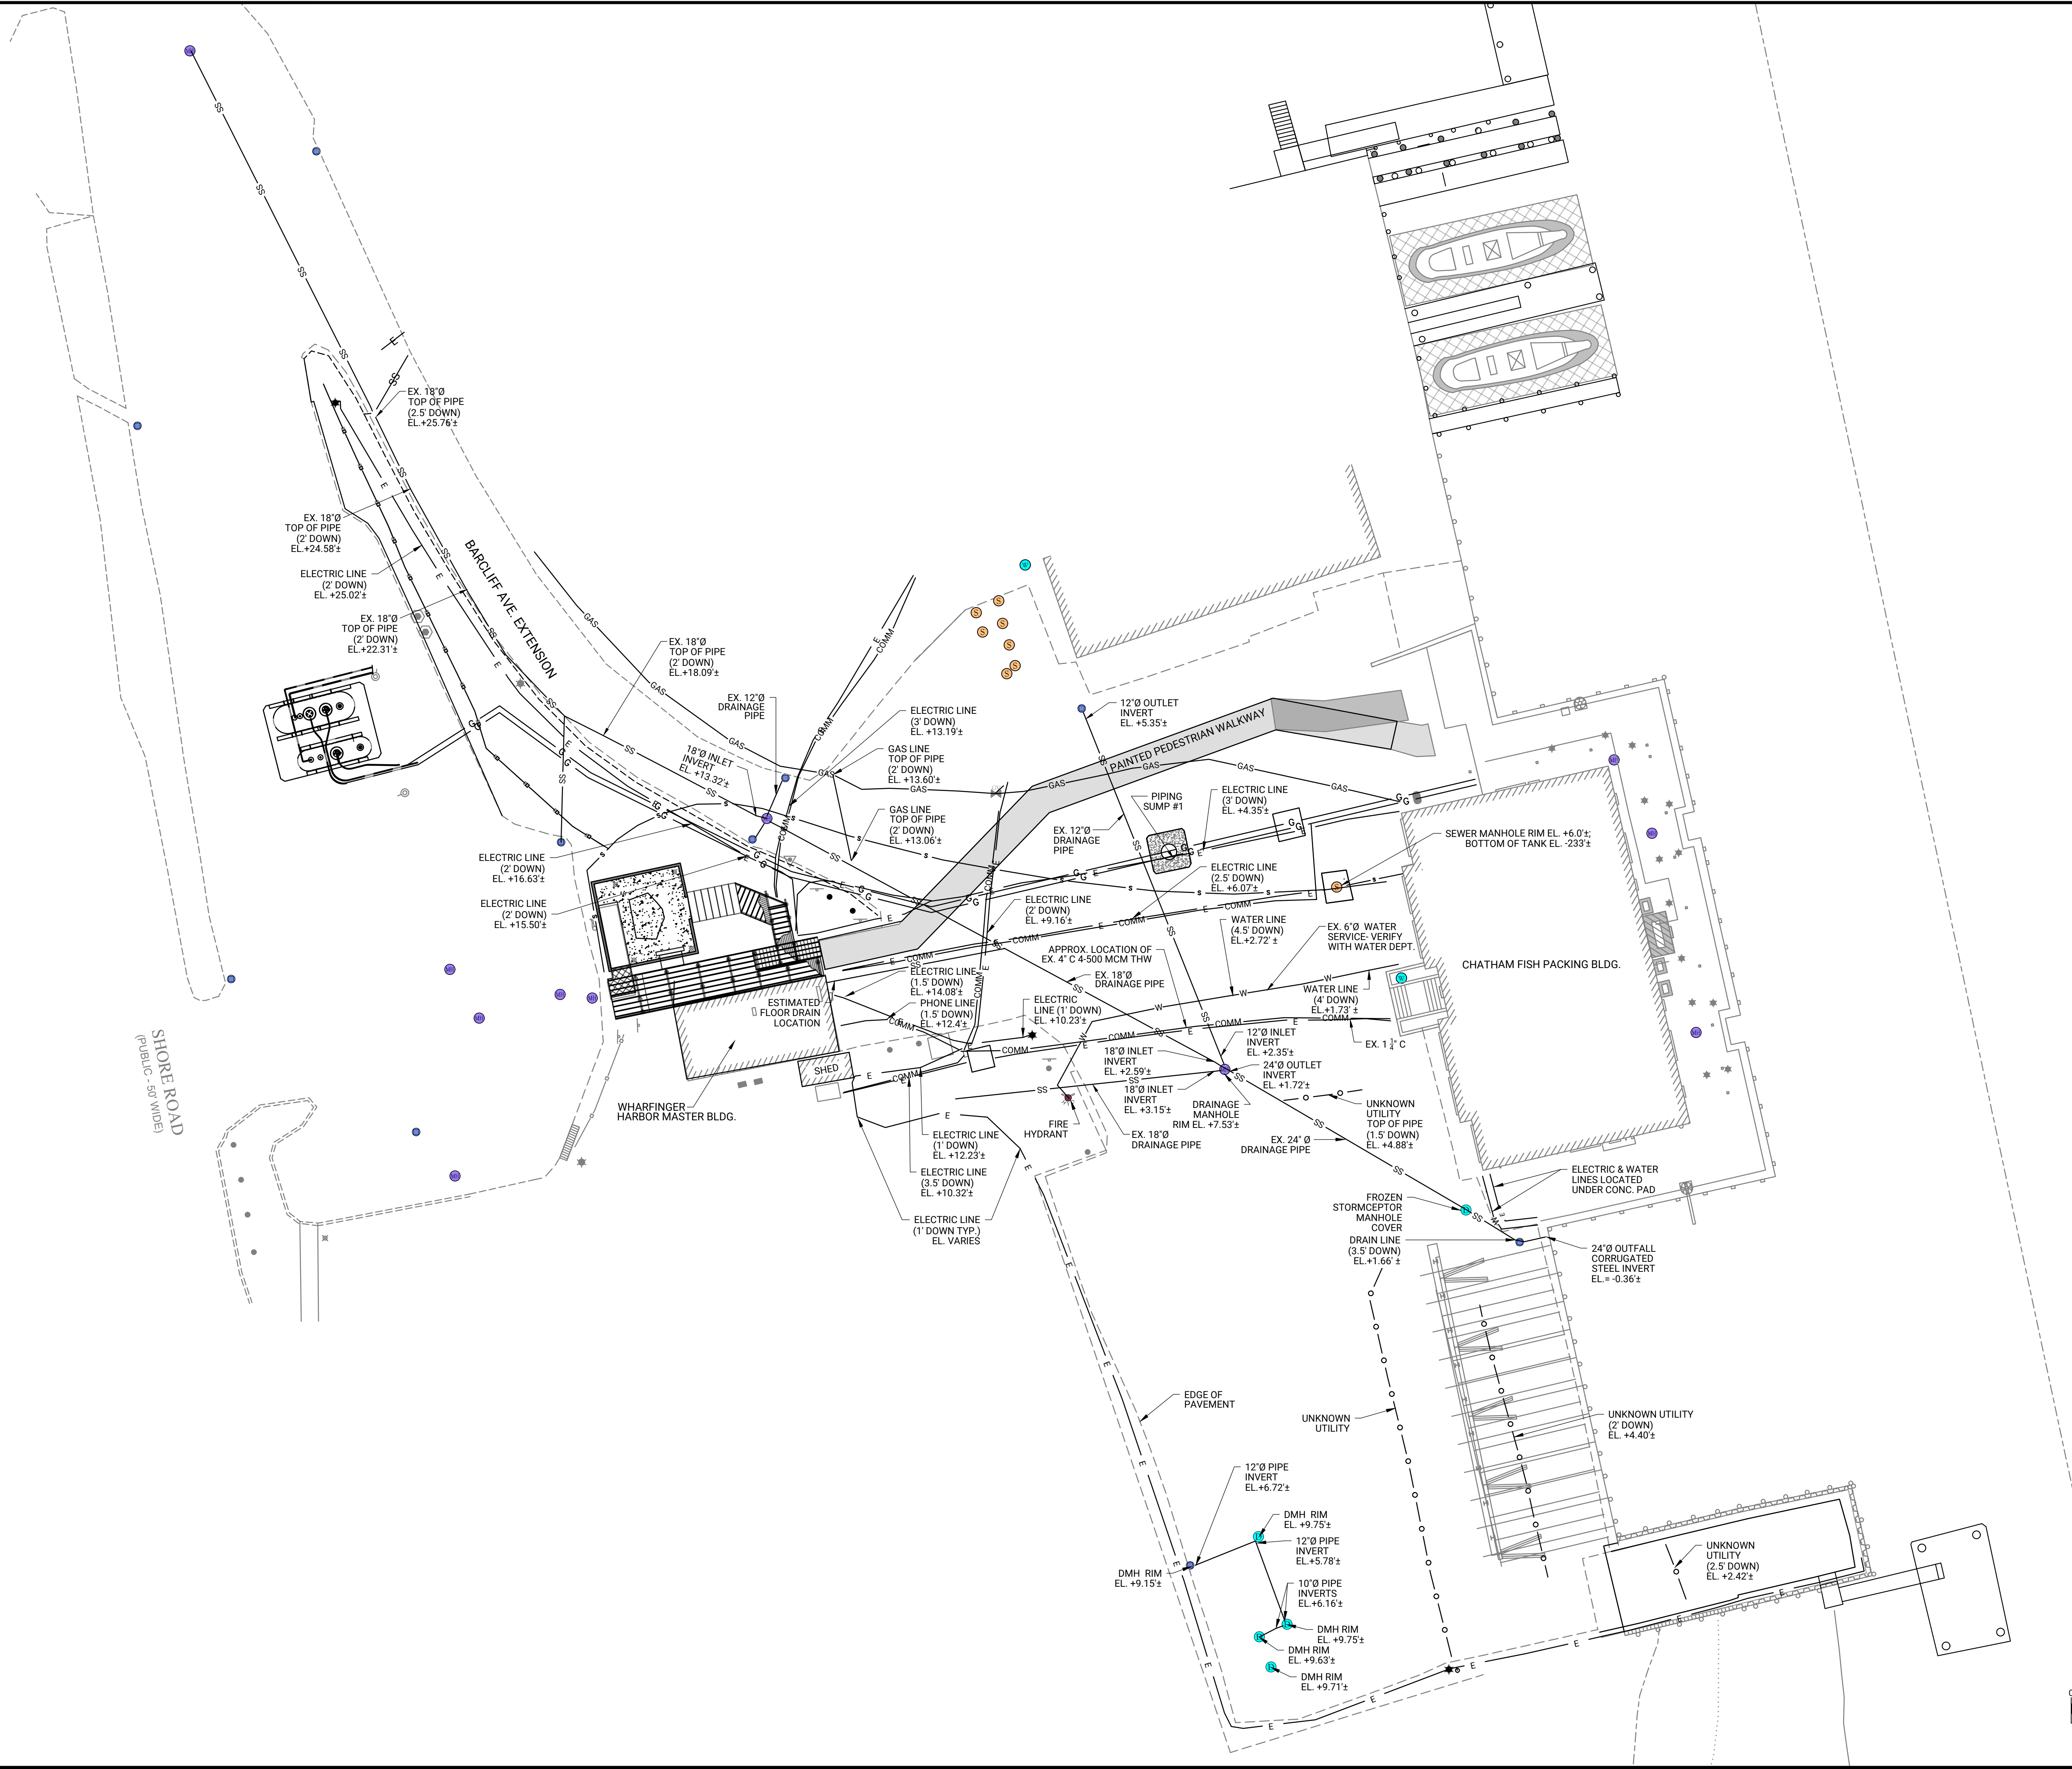 EX. 18"Ø
TOP OF PIPE
(2.5' DOWN)
EL.+25.76'±
EX. 18"Ø
TOP OF PIPE
(2' DOWN)
EL.+24.58'±
ELECTRIC LINE
(2' DOWN)
EL. +25.02'±
EX. 18"Ø
TOP OF PIPE
(2' DOWN)
EL.+22.31'±
BARCLIFF AVE. EXTENSION
EX. 18"Ø
TOP OF PIPE
(2' DOWN)
EL.+18.09'±
EX. 12"Ø
DRAINAGE
PIPE
18"Ø INLET
INVERT
EL. +13.32'±
ELECTRIC LINE
(3' DOWN)
EL. +13.19'±
GAS LINE
TOP OF PIPE
(2' DOWN)
EL. +13.60'±
GAS LINE
TOP OF PIPE
(2' DOWN)
EL. +13.06'±
12"Ø OUTLET
INVERT
EL. +5.35'±
PAINTED PEDESTRIAN WALKWAY
PIPING
SUMP #1
ELECTRIC LINE
(3' DOWN)
EL. +4.35'±
EX. 12"Ø
DRAINAGE
PIPE
SEWER MANHOLE RIM EL. +6.0'±;
BOTTOM OF TANK EL. -233'±
ELECTRIC LINE
(2' DOWN)
EL. +16.63'±
ELECTRIC LINE
(2' DOWN)
EL. +15.50'±
ELECTRIC LINE
(2.5' DOWN)
EL. +6.07'±
ELECTRIC LINE
(2' DOWN)
EL. +9.16'±
WATER LINE
(4.5' DOWN)
EL.+2.72' ±
EX. 6"Ø WATER
SERVICE- VERIFY
WITH WATER DEPT.
APPROX. LOCATION OF
EX. 4" C 4-500 MCM THW
CHATHAM FISH PACKING BLDG.
EX. 18"Ø
DRAINAGE PIPE
ELECTRIC LINE
(1.5' DOWN)
EL. +14.08'±
ESTIMATED
FLOOR DRAIN
LOCATION
PHONE LINE
(1.5' DOWN)
EL. +12.4'±
ELECTRIC
LINE (1' DOWN)
EL. +10.23'±
WATER LINE
(4' DOWN)
EL.+1.73' ±
EX. 1 ¾" C
12"Ø INLET
INVERT
EL. +2.35'±
18"Ø INLET
INVERT
EL. +2.59'±
24"Ø OUTLET
INVERT
EL. +1.72'±
18"Ø INLET
INVERT
EL. +3.15'±
DRAINAGE
MANHOLE
RIM EL. +7.53'±
SHORE ROAD
(PUBLIC - 50' WIDE)
SHED
WHARFINGER
HARBOR MASTER BLDG.
FIRE
HYDRANT
EX. 18"Ø
DRAINAGE PIPE
EX. 24" Ø
DRAINAGE PIPE
UNKNOWN
UTILITY
TOP OF PIPE
(1.5' DOWN)
EL. +4.88'±
ELECTRIC LINE
(1' DOWN)
EL. +12.23'±
ELECTRIC LINE
(3.5' DOWN)
EL. +10.32'±
ELECTRIC LINE
(1' DOWN TYP.)
EL. VARIES
ELECTRIC & WATER
LINES LOCATED
UNDER CONC. PAD
FROZEN
STORMCEPTOR
MANHOLE
COVER
DRAIN LINE
(3.5' DOWN)
EL.+1.66' ±
24"Ø OUTFALL
CORRUGATED
STEEL INVERT
EL.= -0.36'±
EDGE OF
PAVEMENT
UNKNOWN
UTILITY
UNKNOWN UTILITY
(2' DOWN)
EL. +4.40'±
12"Ø PIPE
INVERT
EL.+6.72'±
DMH RIM
EL. +9.75'±
12"Ø PIPE
INVERT
EL.+5.78'±
DMH RIM
EL. +9.15'±
10"Ø PIPE
INVERTS
EL.+6.16'±
DMH RIM
EL. +9.75'±
DMH RIM
EL. +9.63'±
DMH RIM
EL. +9.71'±
UNKNOWN
UTILITY
(2.5' DOWN)
EL. +2.42'±